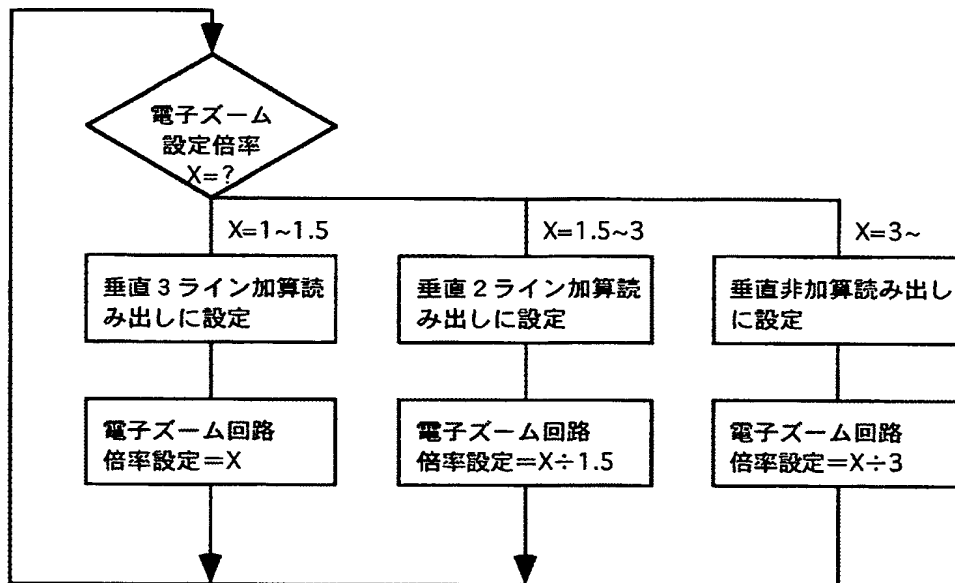 電子ズーム
設定倍率
X=?
X=1~1.5
X=1.5~3
X=3~
垂直３ライン加算読
み出しに設定
垂直２ライン加算読
み出しに設定
垂直非加算読み出し
に設定
電子ズーム回路
倍率設定＝X
電子ズーム回路
倍率設定＝X÷1.5
電子ズーム回路
倍率設定＝X÷3